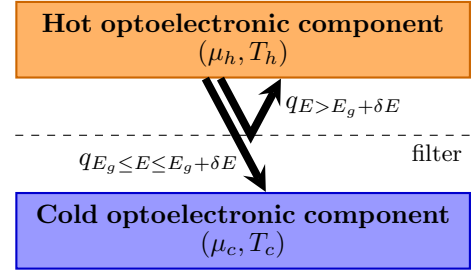 Hot optoelectronic component
(μ_h, T_h)
q_{E>E_g+δE}
filter
q_{E_g≤E≤E_g+δE}
Cold optoelectronic component
(μ_c, T_c)